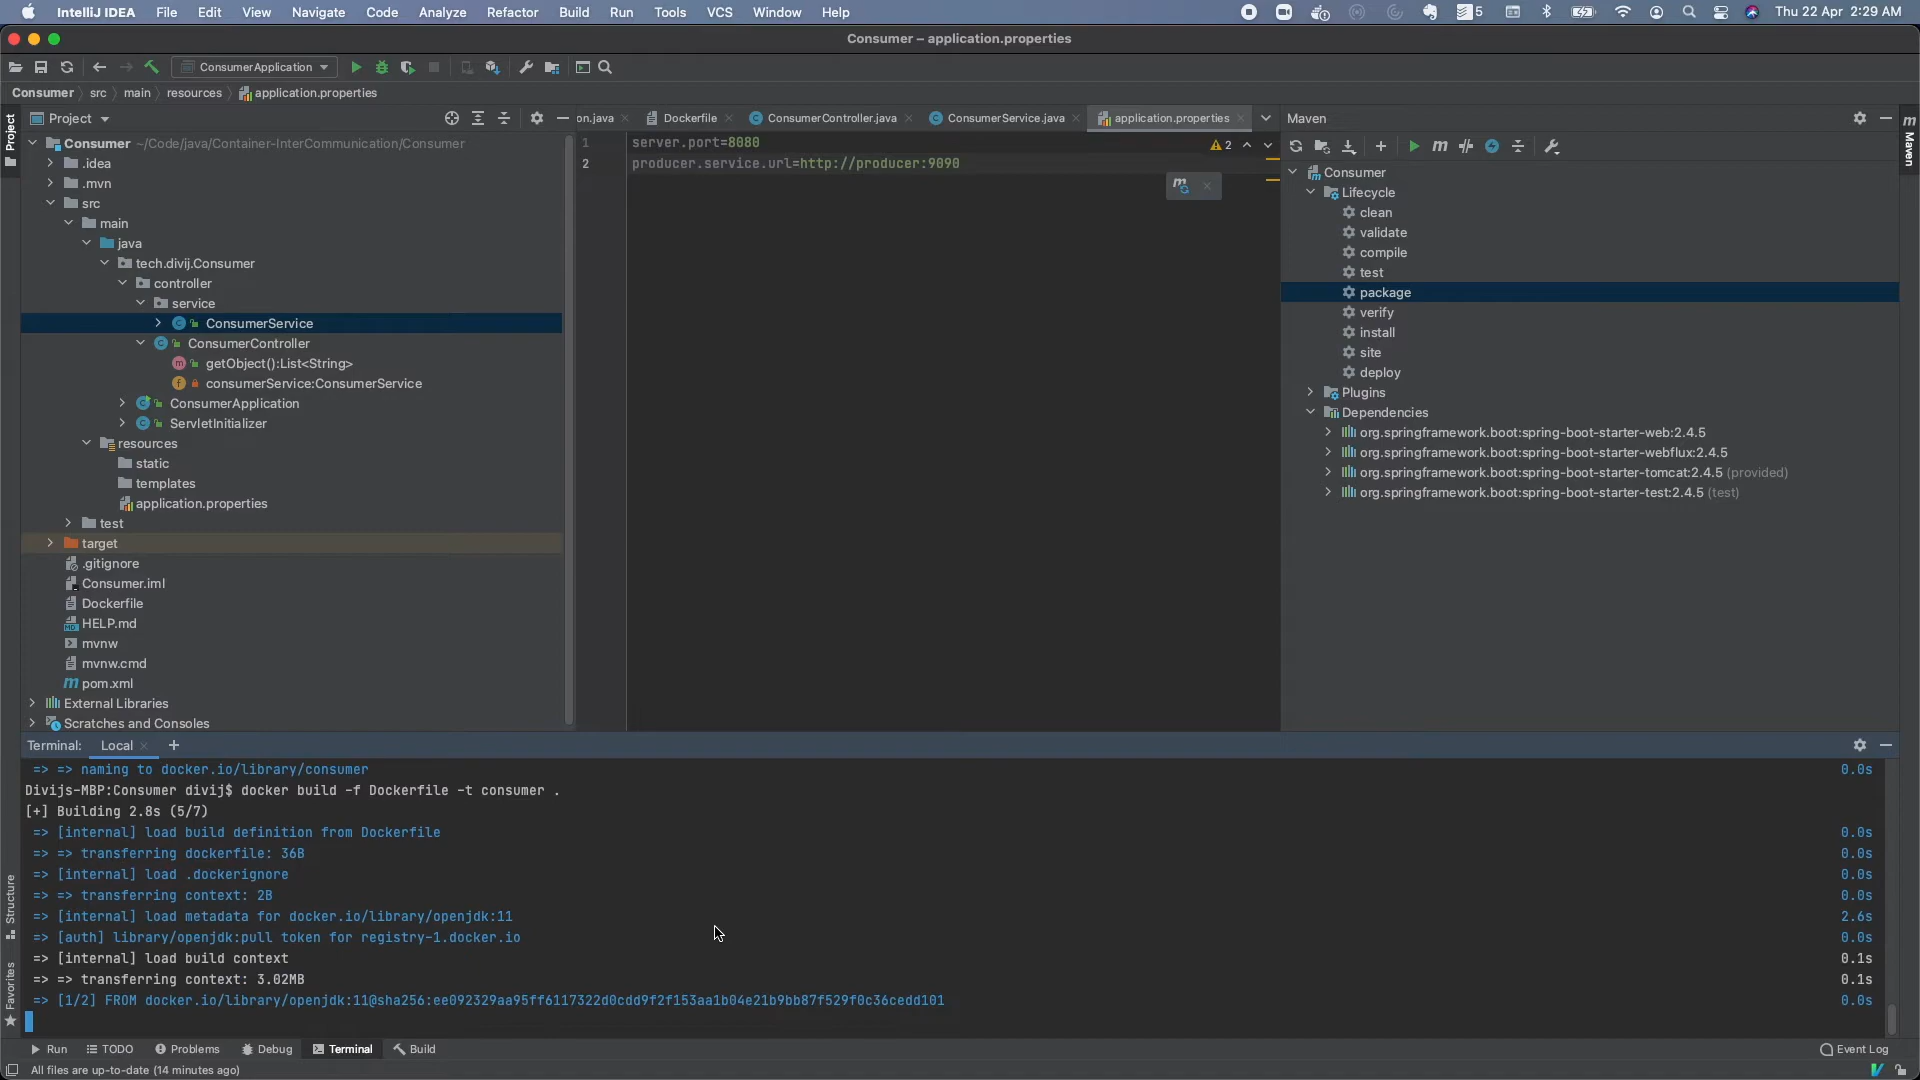 IntelliJ IDEA File Edit View Navigate Code Analyze Refactor Build Run Tools VCS Window Help 5 Thu 22 Apr 2:29 AM
Consumer – application.properties
ConsumerApplication
Consumer src main resources application.properties
Project
on.java Dockerfile ConsumerController.java ConsumerService.java application.properties
Maven
Project
Consumer ~/Code/java/Container-InterCommunication/Consumer
.idea
.mvn
src
main
java
tech.divij.Consumer
controller
service
ConsumerService
ConsumerController
getObject():List<String>
consumerService:ConsumerService
ConsumerApplication
ServletInitializer
resources
static
templates
application.properties
test
target
.gitignore
Consumer.iml
Dockerfile
HELP.md
mvnw
mvnw.cmd
pom.xml
External Libraries
Scratches and Consoles
1 server.port=8080
2 producer.service.url=http://producer:9090
2
Consumer
Lifecycle
clean
validate
compile
test
package
verify
install
site
deploy
Plugins
Dependencies
org.springframework.boot:spring-boot-starter-web:2.4.5
org.springframework.boot:spring-boot-starter-webflux:2.4.5
org.springframework.boot:spring-boot-starter-tomcat:2.4.5 (provided)
org.springframework.boot:spring-boot-starter-test:2.4.5 (test)
Maven
Terminal: Local
=> => naming to docker.io/library/consumer 0.0s
Divijs-MBP:Consumer divij$ docker build -f Dockerfile -t consumer .
[+] Building 2.8s (5/7)
=> [internal] load build definition from Dockerfile 0.0s
=> => transferring dockerfile: 36B 0.0s
=> [internal] load .dockerignore 0.0s
=> => transferring context: 2B 0.0s
=> [internal] load metadata for docker.io/library/openjdk:11 2.6s
=> [auth] library/openjdk:pull token for registry-1.docker.io 0.0s
=> [internal] load build context 0.1s
=> => transferring context: 3.02MB 0.1s
=> [1/2] FROM docker.io/library/openjdk:11@sha256:ee092329aa95ff6117322d0cdd9f2f153aa1b04e21b9bb87f529f0c36cedd101 0.0s
Structure
Favorites
Run TODO Problems Debug Terminal Build Event Log
All files are up-to-date (14 minutes ago)